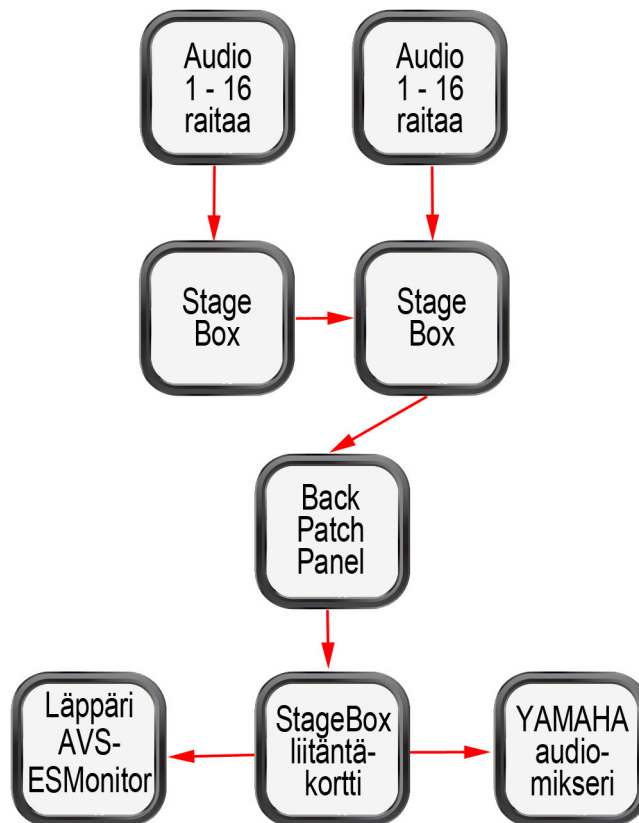 Audio
1 - 16
raitaa
Audio
1 - 16
raitaa
Stage
Box
Stage
Box
Back
Patch
Panel
Läppäri
AVS-
ESMonitor
StageBox
liitäntä-
kortti
YAMAHA
audio-
mikseri